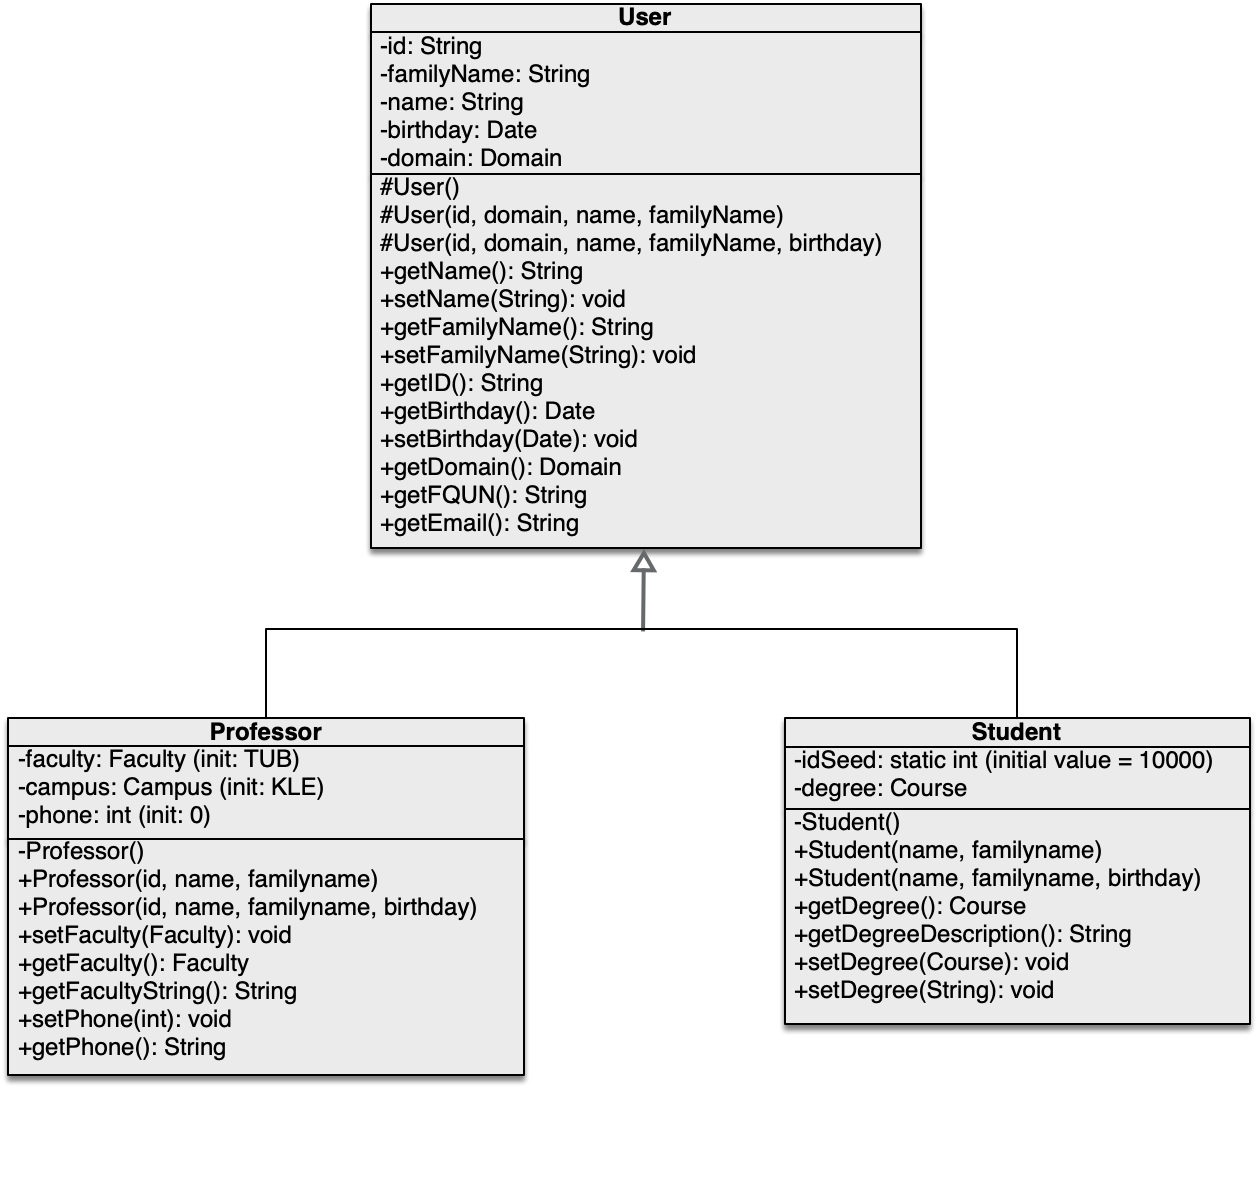 User
-id: String
-familyName: String
-name: String
-birthday: Date
-domain: Domain
#User()
#User(id, domain, name, familyName)
#User(id, domain, name, familyName, birthday)
+getName(): String
+setName(String): void
+getFamilyName(): String
+setFamilyName(String): void
+getID(): String
+getBirthday(): Date
+setBirthday(Date): void
+getDomain(): Domain
+getFQUN(): String
+getEmail(): String
Professor
-faculty: Faculty (init: TUB)
-campus: Campus (init: KLE)
-phone: int (init: 0)
-Professor()
+Professor(id, name, familyname)
+Professor(id, name, familyname, birthday)
+setFaculty(Faculty): void
+getFaculty(): Faculty
+getFacultyString(): String
+setPhone(int): void
+getPhone(): String
Student
-idSeed: static int (initial value = 10000)
-degree: Course
-Student()
+Student(name, familyname)
+Student(name, familyname, birthday)
+getDegree(): Course
+getDegreeDescription(): String
+setDegree(Course): void
+setDegree(String): void